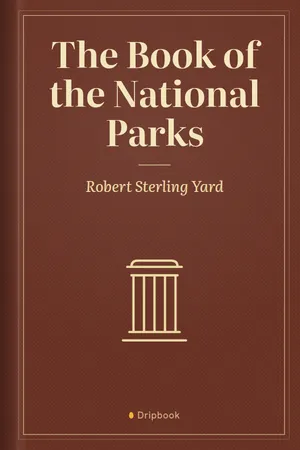 The Book of
the National
Parks
Robert Sterling Yard
Dripbook